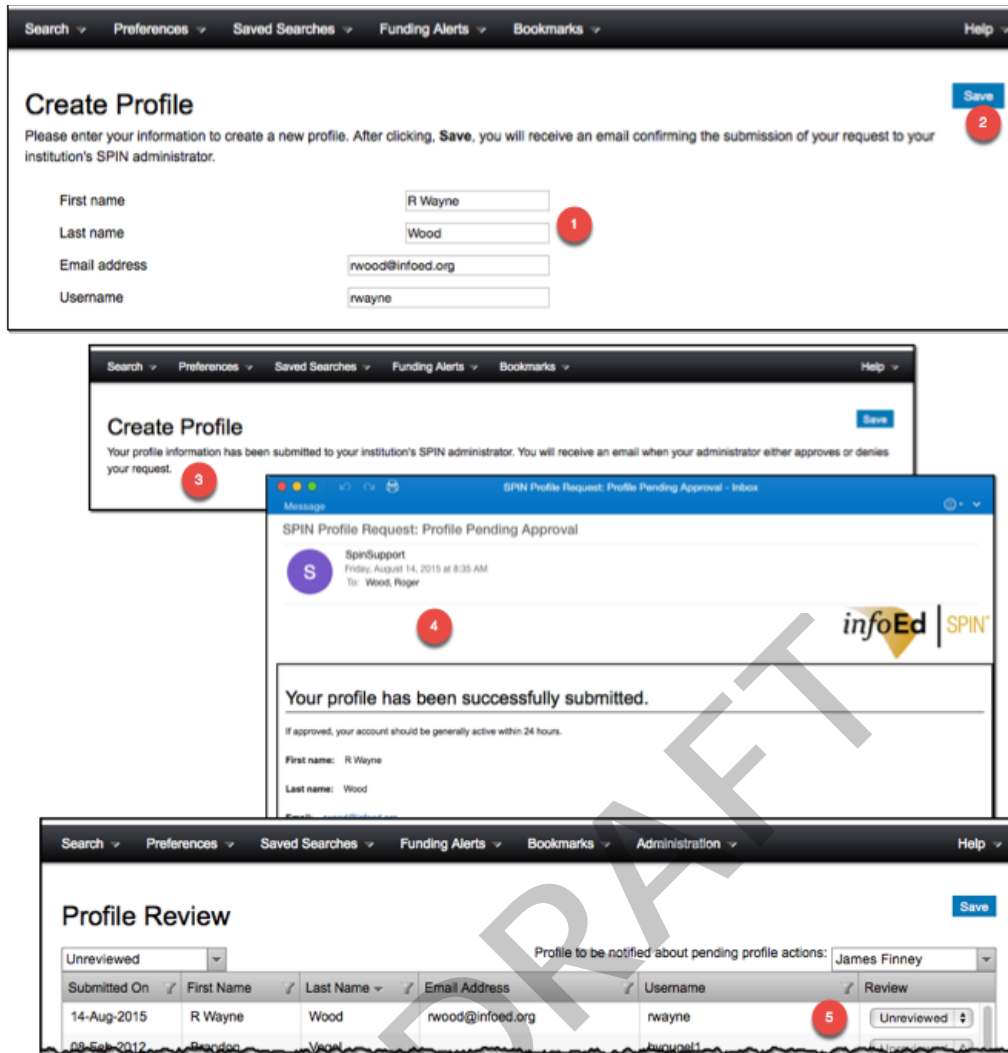 Search Preferences Saved Searches Funding Alerts Bookmarks Help
Create Profile
Save
2
Please enter your information to create a new profile. After clicking, Save, you will receive an email confirming the submission of your request to your
institution's SPIN administrator.
First name R Wayne
1
Last name Wood
Email address rwood@infoed.org
Username rwayne
Search Preferences Saved Searches Funding Alerts Bookmarks Help
Create Profile
Save
Your profile information has been submitted to your institution's SPIN administrator. You will receive an email when your administrator either approves or denies
your request.
3
SPIN Profile Request: Profile Pending Approval - Inbox
Message
SPIN Profile Request: Profile Pending Approval
S
SpinSupport
Friday, August 14, 2015 at 8:35 AM
To: Wood, Roger
4
infoEd SPIN
Your profile has been successfully submitted.
If approved, your account should be generally active within 24 hours.
First name: R Wayne
Last name: Wood
Search Preferences Saved Searches Funding Alerts Bookmarks Administration Help
Profile Review
Save
Unreviewed
Profile to be notified about pending profile actions: James Finney
Submitted On First Name Last Name Email Address Username Review
14-Aug-2015 R Wayne Wood rwood@infoed.org rwayne
5
Unreviewed
08-Feb-2012 Brandon
DRAFT